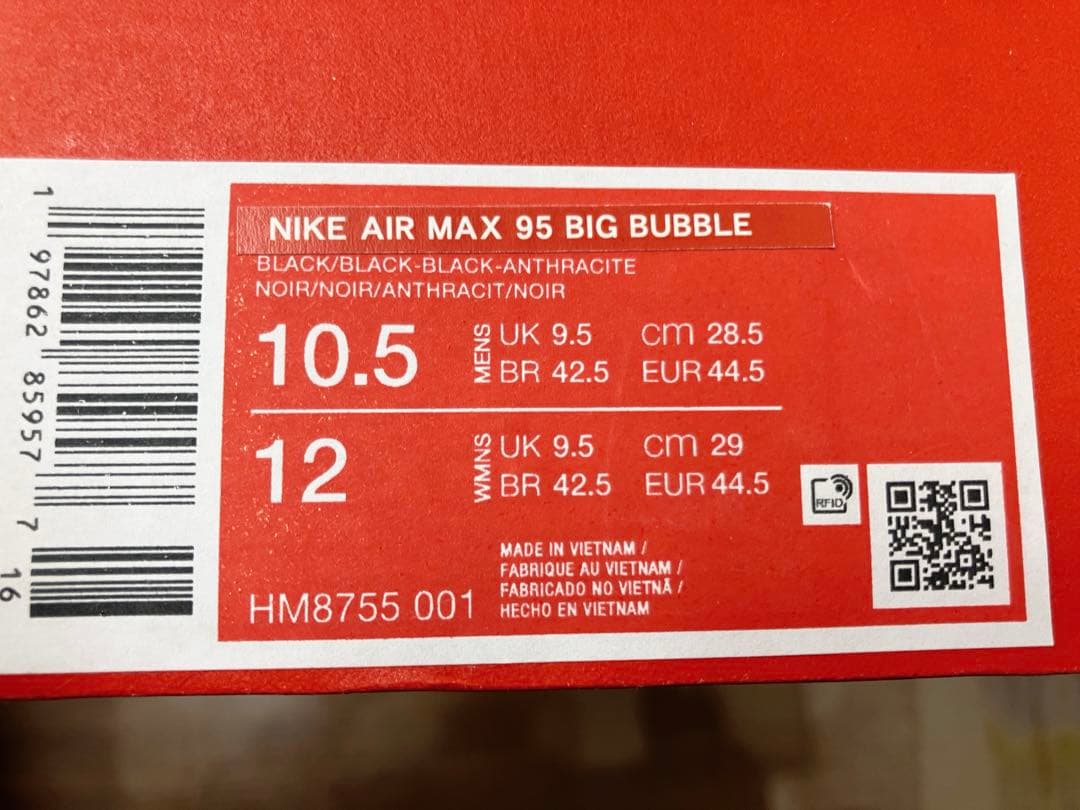 NIKE AIR MAX 95 BIG BUBBLE
BLACK/BLACK-BLACK-ANTHRACITE
NOIR/NOIR/ANTHRACIT/NOIR
10.5 MENS UK 9.5 cm 28.5
BR 42.5 EUR 44.5
12 WMNS UK 9.5 cm 29
BR 42.5 EUR 44.5
RFID
MADE IN VIETNAM /
FABRIQUE AU VIETNAM /
FABRICADO NO VIETNÃ /
HECHO EN VIETNAM
HM8755 001
1 97862 85957 7 16